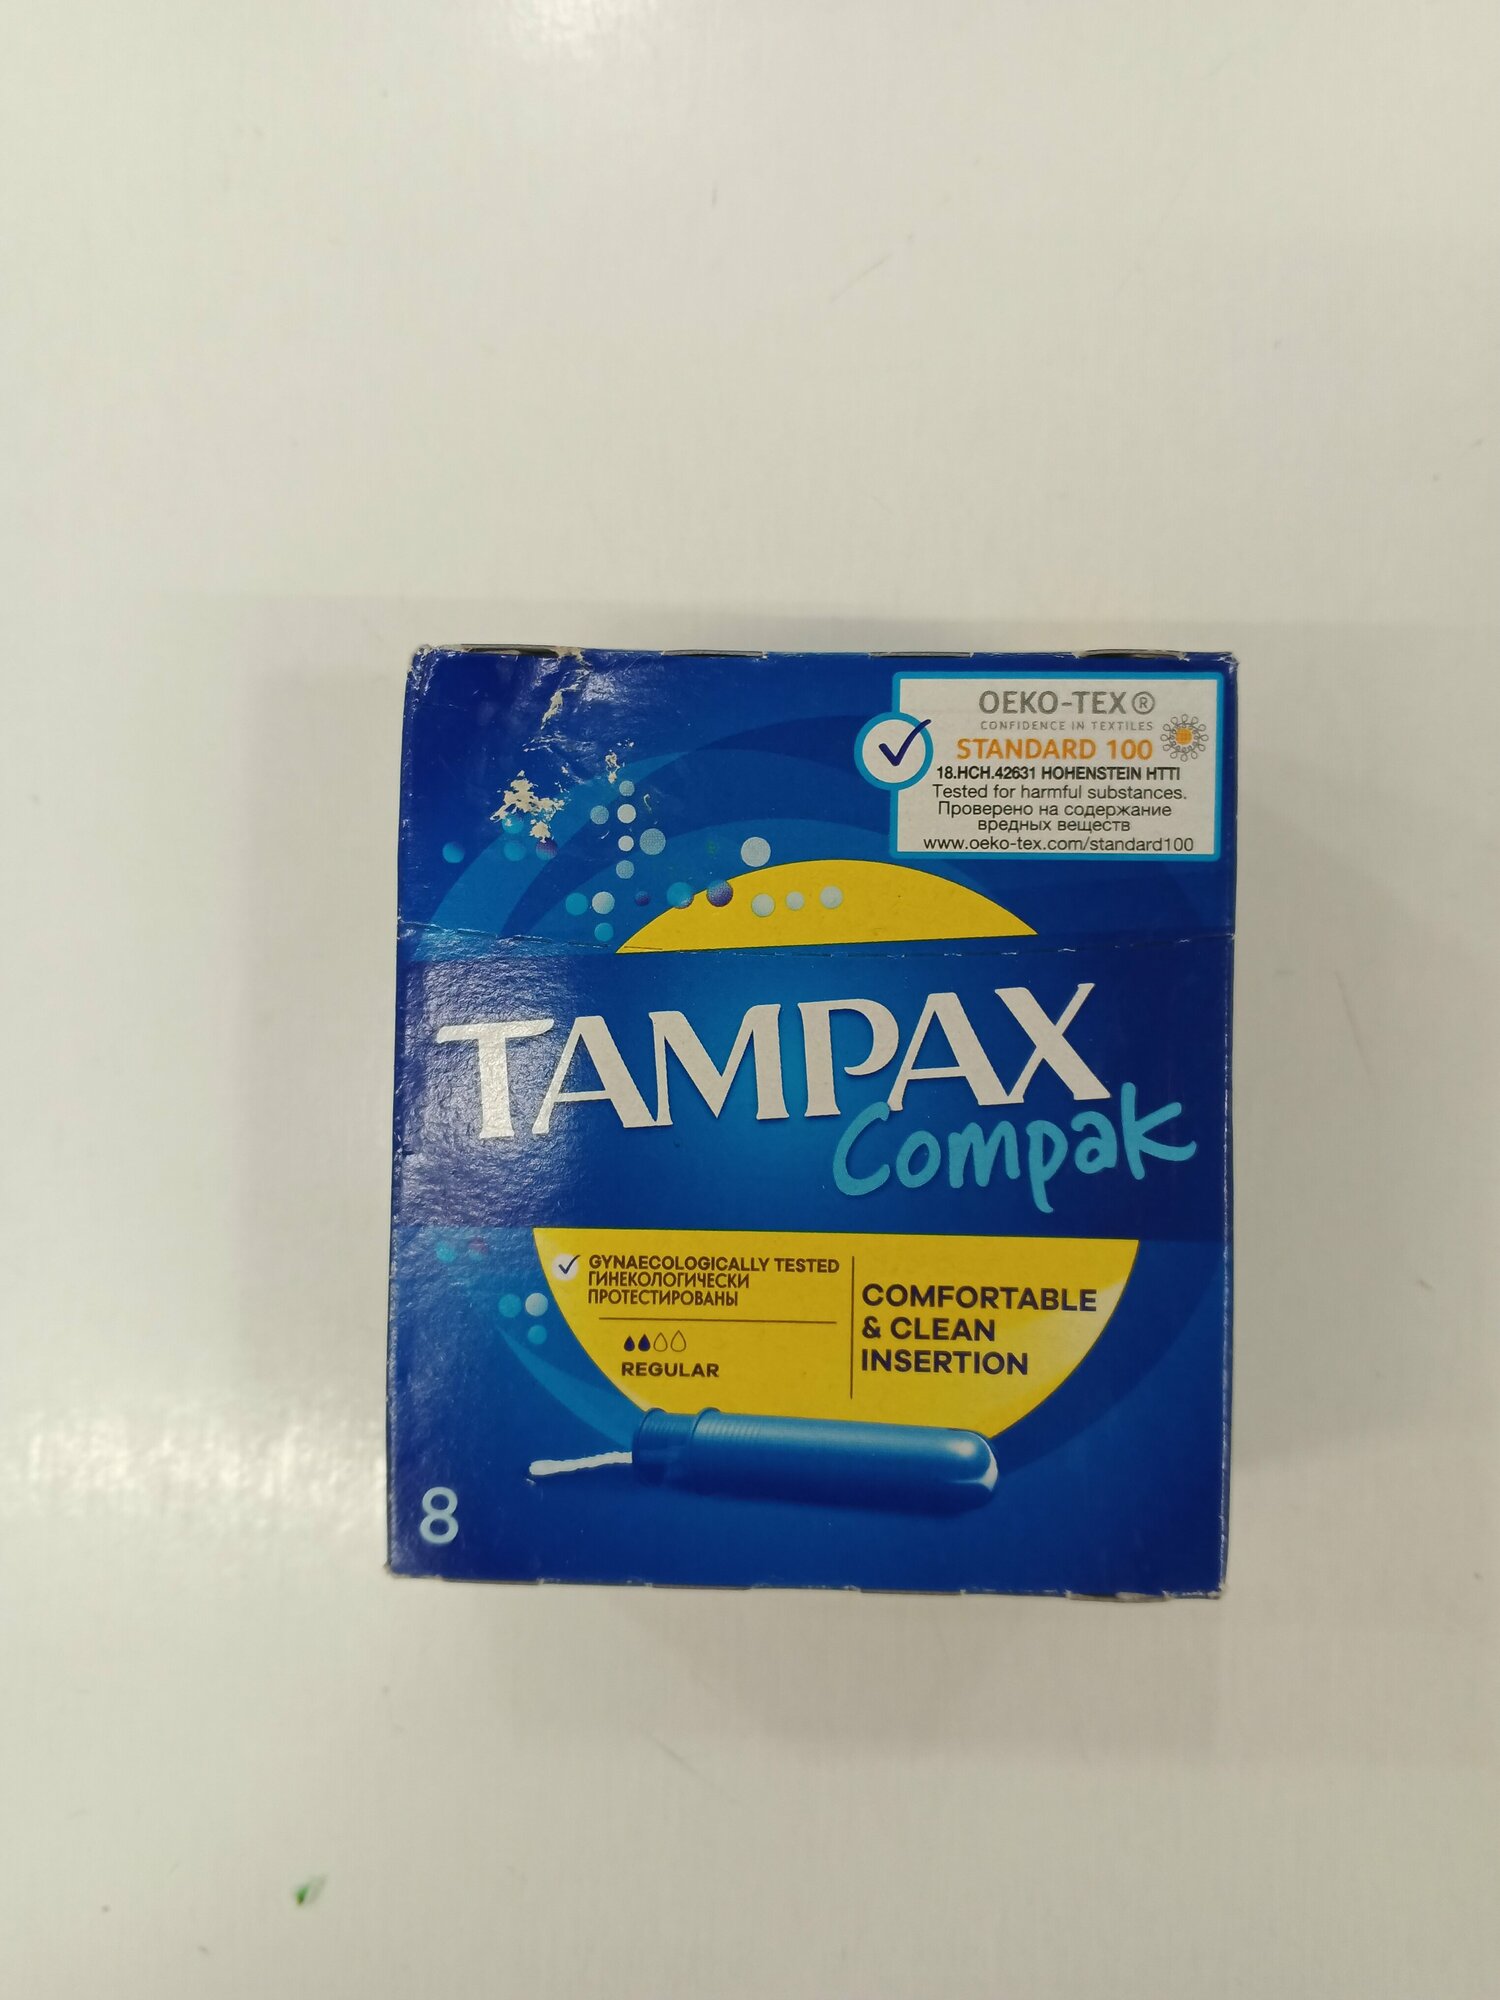 OEKO-TEX®
CONFIDENCE IN TEXTILES
STANDARD 100
18.HCH.42631 HOHENSTEIN HTTI
Tested for harmful substances.
Проверено на содержание
вредных веществ
www.oeko-tex.com/standard100
TAMPAX
Compak
GYNAECOLOGICALLY TESTED
ГИНЕКОЛОГИЧЕСКИ
ПРОТЕСТИРОВАНЫ
REGULAR
COMFORTABLE
& CLEAN
INSERTION
8